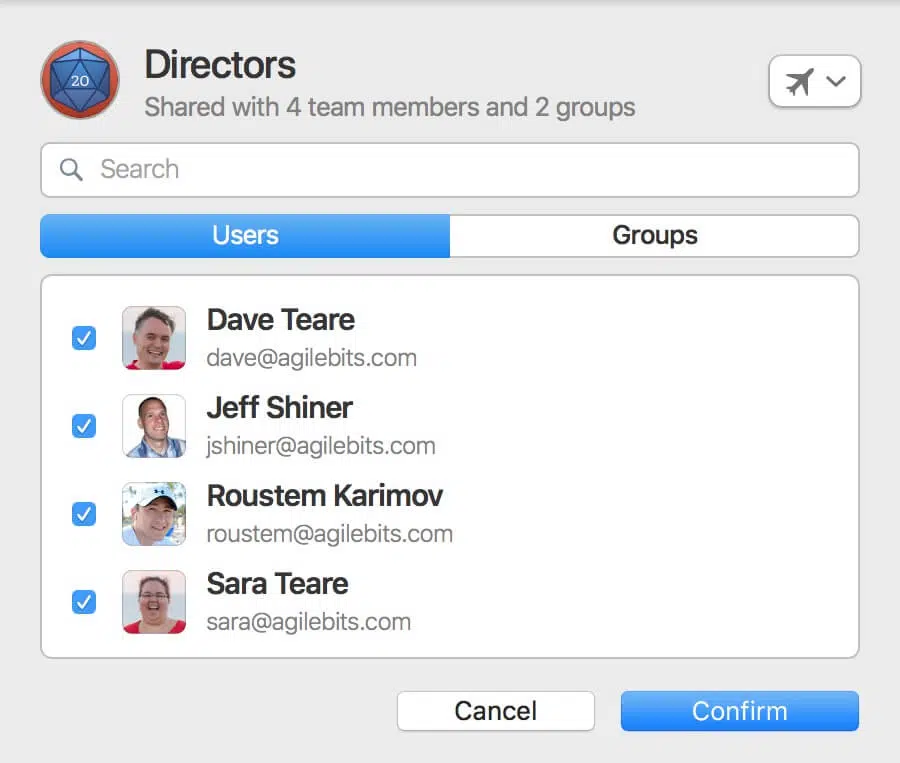 20
Directors
Shared with 4 team members and 2 groups
Search
Users
Groups
Dave Teare
dave@agilebits.com
Jeff Shiner
jshiner@agilebits.com
Roustem Karimov
roustem@agilebits.com
Sara Teare
sara@agilebits.com
Cancel
Confirm